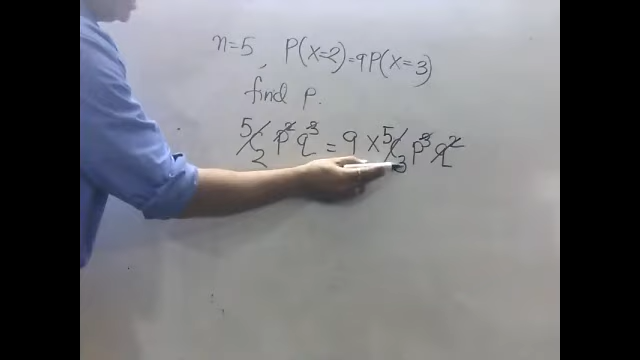 n=5, P(X=2)=9P(X=3)
find p.
⁵C₂ p² q³ = 9 × ⁵C₃ p³ q²